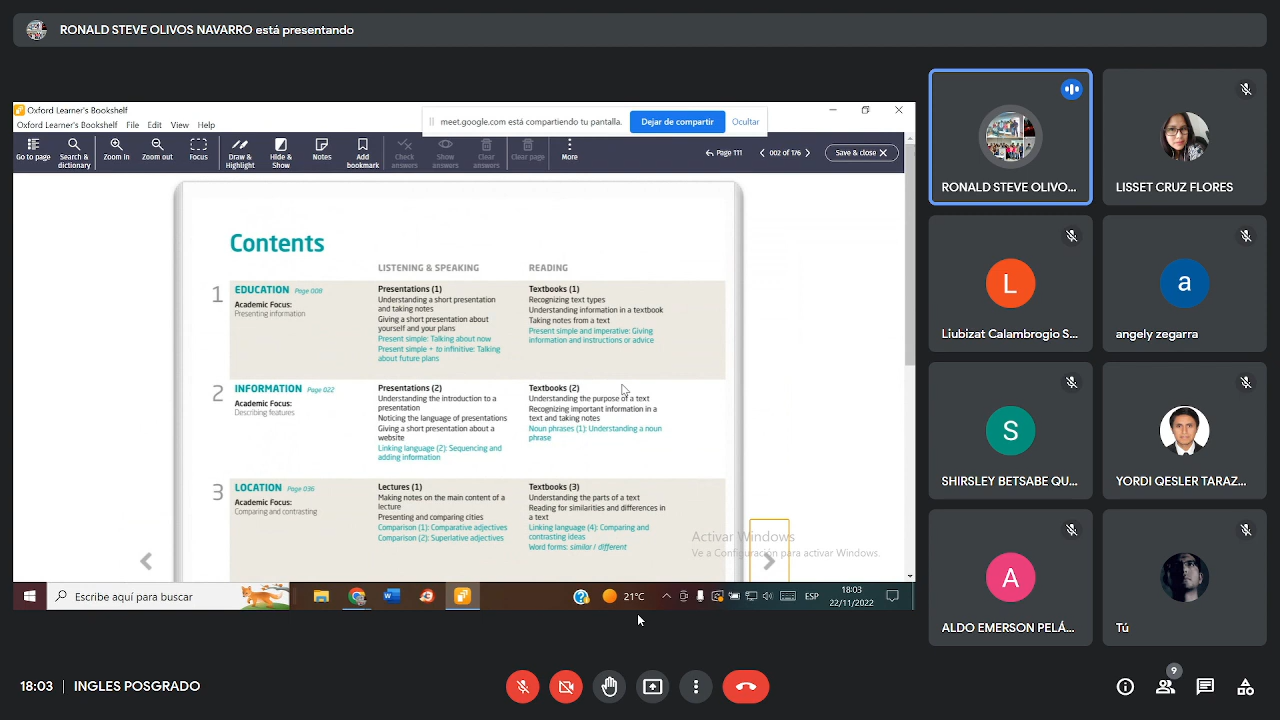 RONALD STEVE OLIVOS NAVARRO está presentando
Oxford Learner's Bookshelf
meet.google.com está compartiendo tu pantalla.
Dejar de compartir
Ocultar
Oxford Learner's Bookshelf File Edit View Help
Go to page
Search & chapter
Zoom in
Zoom out
Focus
Draw & Highlight
Hide & Show
Notes
Add bookmark
Check answers
Show answers
Clear answers
Clear page
More
Page 111
002 of 176
Save & close
Contents
LISTENING & SPEAKING
READING
1
EDUCATION Page 008
Academic Focus:
Presenting information
Presentations (1)
Understanding a short presentation
and taking notes
Giving a short presentation about
yourself and your plans
Present simple: Talking about now
Present simple + to infinitive: Talking
about future plans
Textbooks (1)
Recognizing text types
Understanding information in a textbook
Taking notes from a text
Present simple and imperative: Giving
information and instructions or advice
2
INFORMATION Page 022
Academic Focus:
Describing features
Presentations (2)
Understanding the introduction to a
presentation
Noticing the language of presentations
Giving a short presentation about a
website
Linking language (2): Sequencing and
adding information
Textbooks (2)
Understanding the purpose of a text
Recognizing important information in a
text and taking notes
Noun phrases (1): Understanding a noun
phrase
3
LOCATION Page 036
Academic Focus:
Comparing and contrasting
Lectures (1)
Making notes on the main content of a
lecture
Presenting and comparing cities
Comparison (1): Comparative adjectives
Comparison (2): Superlative adjectives
Textbooks (3)
Understanding the parts of a text
Reading for similarities and differences in
a text
Linking language (4): Comparing and
contrasting ideas
Word forms: similar / different
Activar Windows
Ve a Configuración para activar Windows.
Escribe aquí para buscar
21°C
ESP
18:03
22/11/2022
RONALD STEVE OLIVO...
LISSET CRUZ FLORES
L
Liubizat Calambrogio S...
a
angely zegarra
S
SHIRSLEY BETSABE QU...
YORDI QELER TARAZ...
A
ALDO EMERSON PELÁ...
Tú
18:03 | INGLES POSGRADO
9